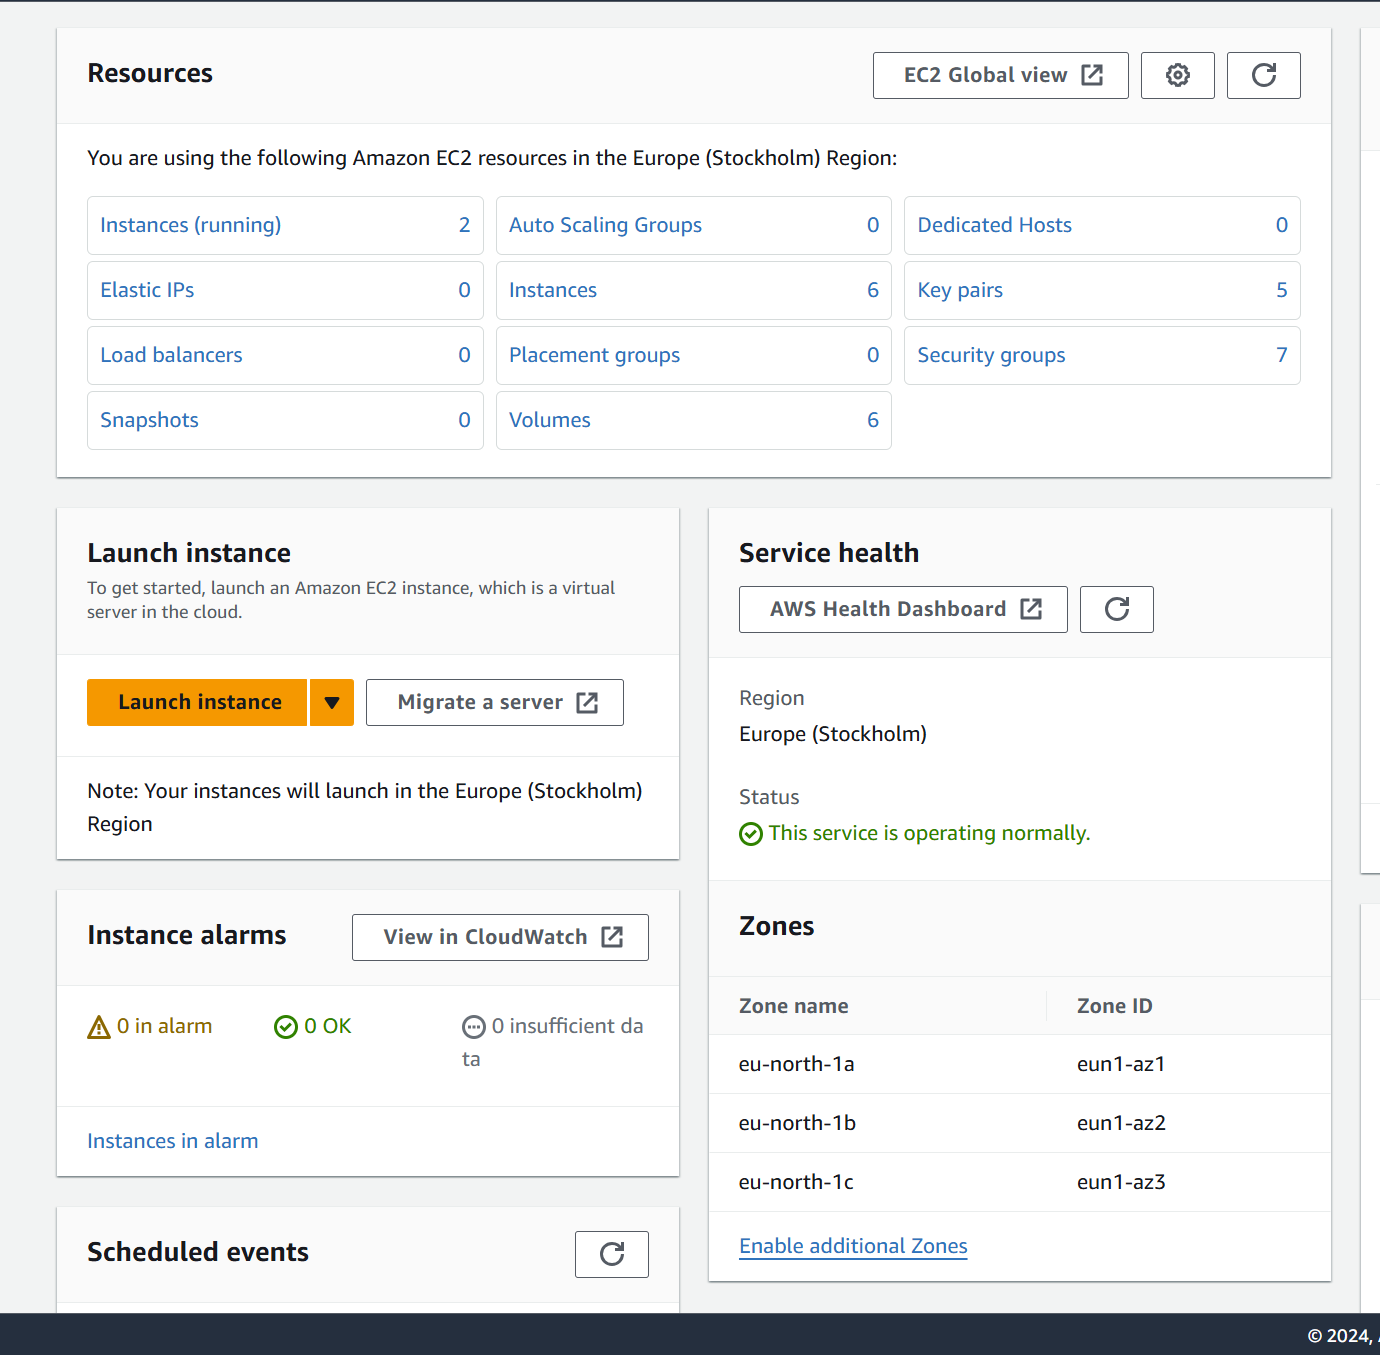 Resources
EC2 Global view
You are using the following Amazon EC2 resources in the Europe (Stockholm) Region:
Instances (running) 2
Auto Scaling Groups 0
Dedicated Hosts 0
Elastic IPs 0
Instances 6
Key pairs 5
Load balancers 0
Placement groups 0
Security groups 7
Snapshots 0
Volumes 6
Launch instance
To get started, launch an Amazon EC2 instance, which is a virtual
server in the cloud.
Launch instance
Migrate a server
Note: Your instances will launch in the Europe (Stockholm)
Region
Service health
AWS Health Dashboard
Region
Europe (Stockholm)
Status
This service is operating normally.
Instance alarms
View in CloudWatch
0 in alarm
0 OK
0 insufficient da
ta
Instances in alarm
Zones
Zone name Zone ID
eu-north-1a eun1-az1
eu-north-1b eun1-az2
eu-north-1c eun1-az3
Enable additional Zones
Scheduled events
© 2024,